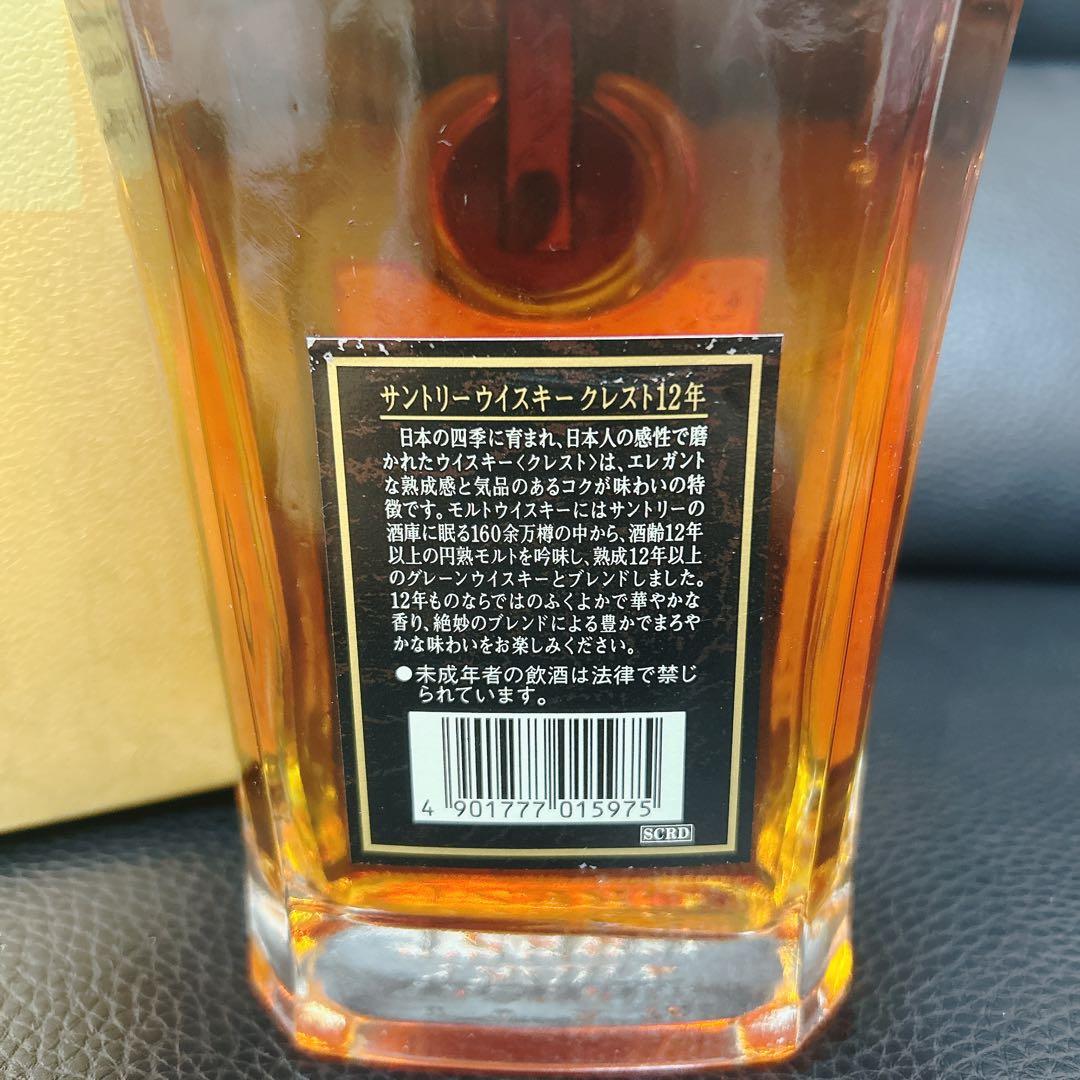 サントリーウイスキークレスト12年
日本の四季に育まれ、日本人の感性で磨
かれたウイスキー〈クレスト〉は、エレガント
な熟成感と気品のあるコクが味わいの特
徴です。モルトウイスキーにはサントリーの
酒庫に眠る160余万樽の中から、酒齢12年
以上の円熟モルトを吟味し、熟成12年以上
のグレーンウイスキーとブレンドしました。
12年ものならではのふくよかで華やかな
香り、絶妙のブレンドによる豊かでまろや
かな味わいをお楽しみください。
●未成年者の飲酒は法律で禁じ
られています。
4 901777 015975
SCRD